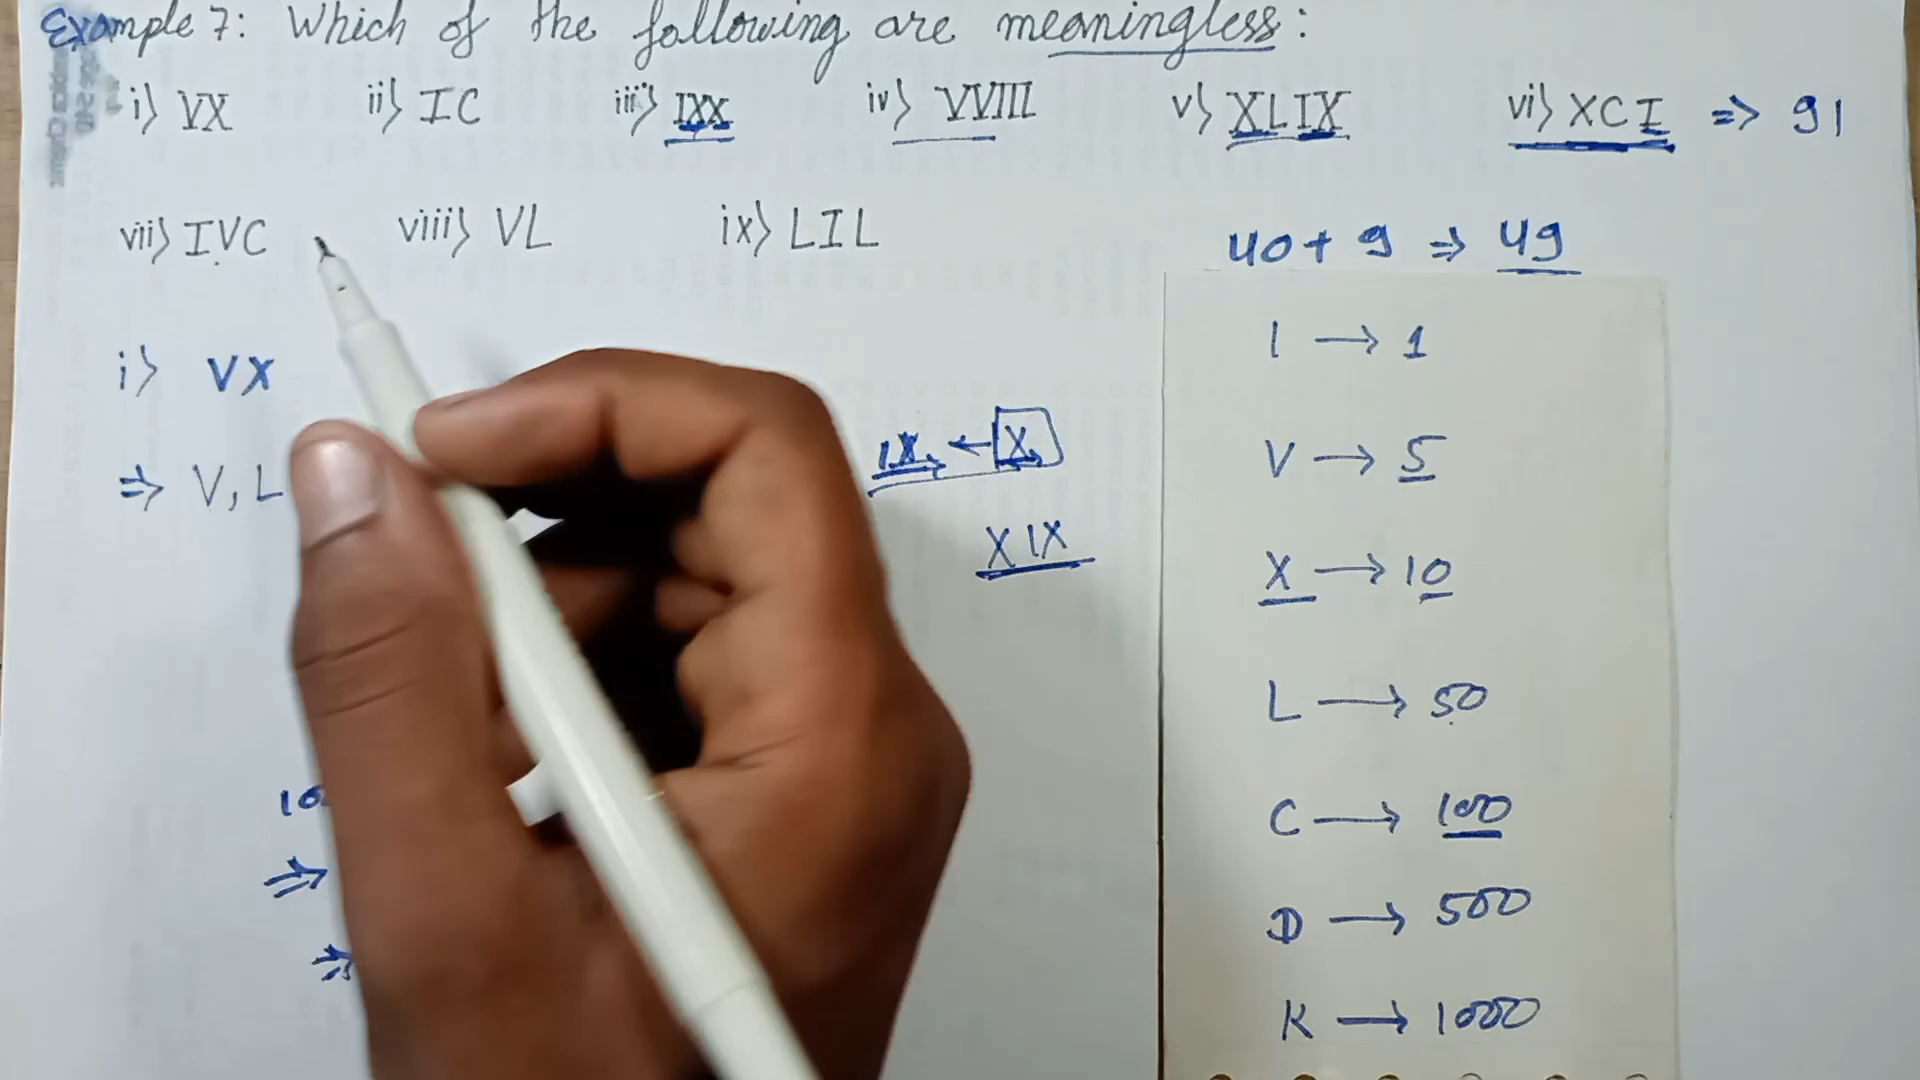 Example 7: Which of the following are meaningless:
i) VX ii) IC iii) IXX iv) VVIII v) XLIX vi) XCI => 91
vii) IVC viii) VL ix) LIL
40 + 9 => 49
i) VX
=> V, L
IX ← X
XIX
=>
=>
I → 1
V → 5
X → 10
L → 50
C → 100
D → 500
K → 1000